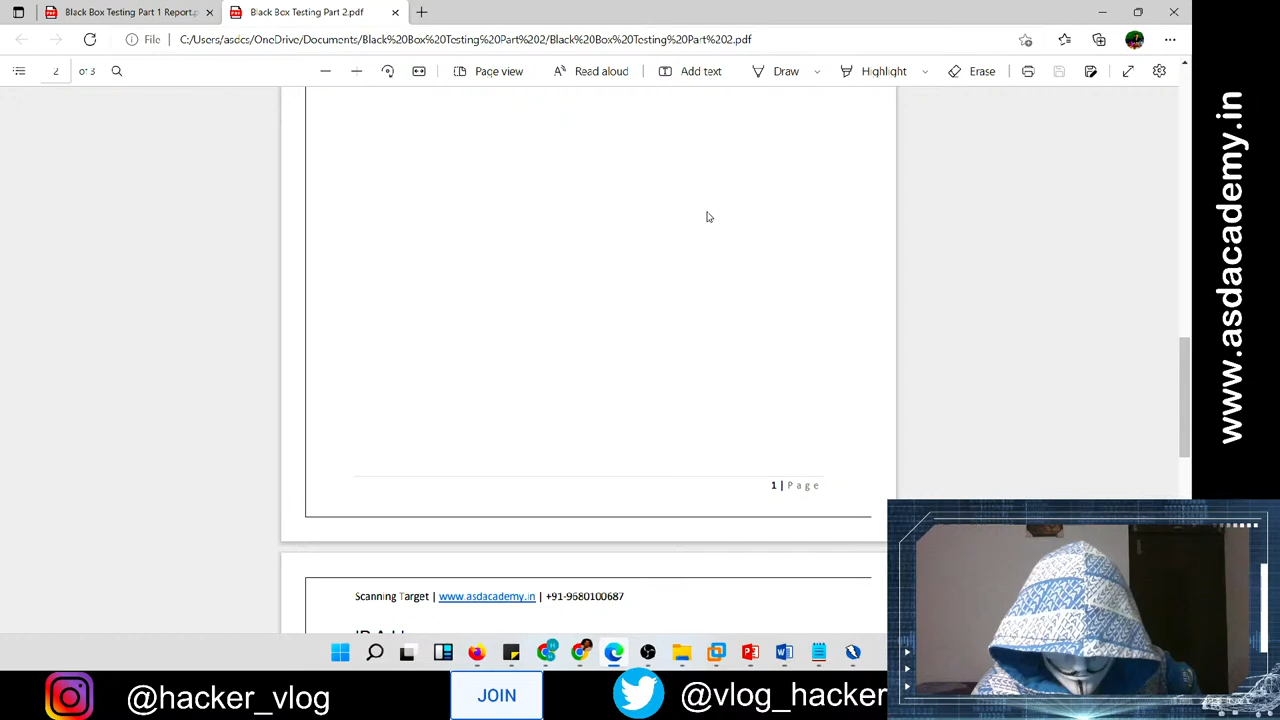 Black Box Testing Part 1 Report.p
Black Box Testing Part 2.pdf
File
C:/Users/asdcs/OneDrive/Documents/Black%20Box%20Testing%20Part%202/Black%20Box%20Testing%20Part%202.pdf
2 of 3
Page view
Read aloud
Add text
Draw
Highlight
Erase
1 | Page
Scanning Target | www.asdacademy.in | +91-9680100687
www.asdacademy.in
@hacker_vlog
JOIN
@vlog_hacker